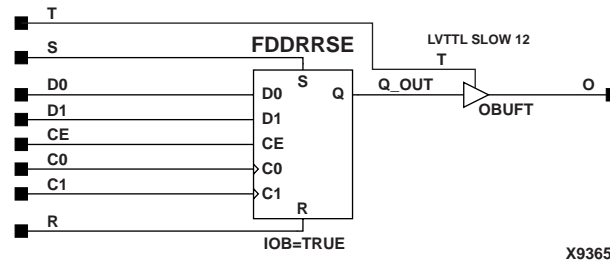 T
S
FDDRRSE
LVTTL SLOW 12
T
D0
D1
CE
C0
C1
R
S
D0
D1
CE
C0
C1
R
Q
Q_OUT
OBUFT
O
IOB=TRUE
X9365